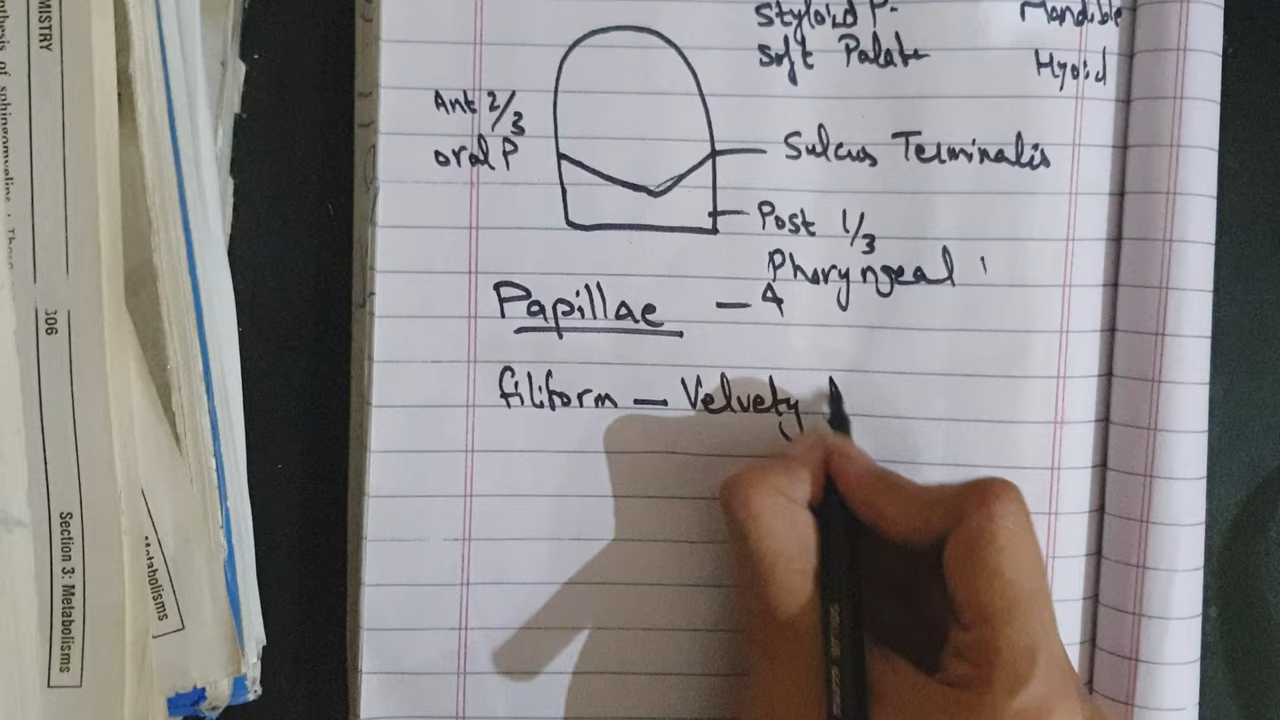 MISTRY
306
Section 3: Metabolisms
Metabolisms
Styloid P-
Soft Palate
Mandible
Hyoid
Ant 2/3
oral P
Sulcus Terminalis
Post 1/3
Pharyngeal
Papillae — 4
filiform — Velvety